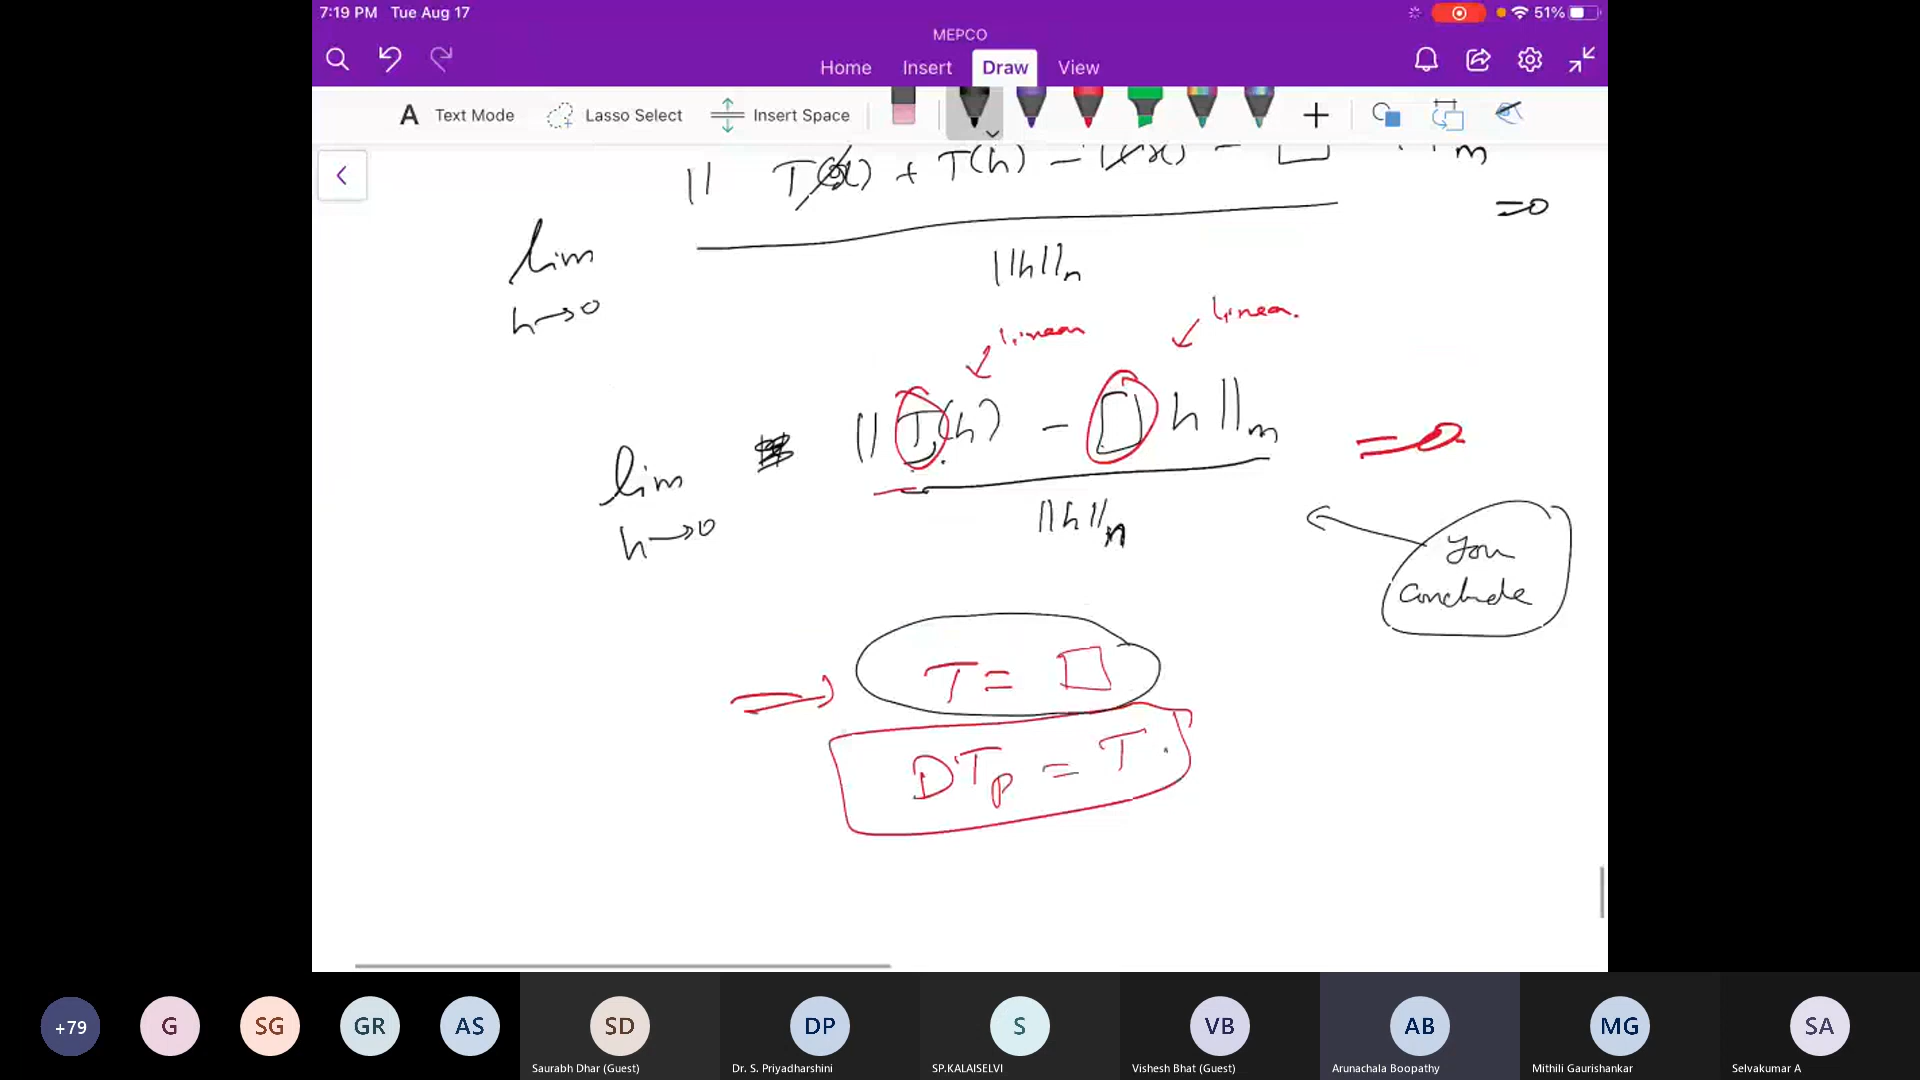 7:19 PM Tue Aug 17 51%
MEPCO
Home Insert Draw View
Text Mode Lasso Select Insert Space
|| T(x) + T(h) - T(x) - □ m
lim h→0
=0
||h||n
linear linear.
lim h→0
|| T(h) - □ h ||m
=0.
||h||n
You
conclude
⇒ T = □
DTp = T.
+79 G SG GR AS SD DP S VB AB MG SA
Saurabh Dhar (Guest) Dr. S. Priyadharshini SP.KALAISELVI Vishesh Bhat (Guest) Arunachala Boopathy Mithili Gaurishankar Selvakumar A